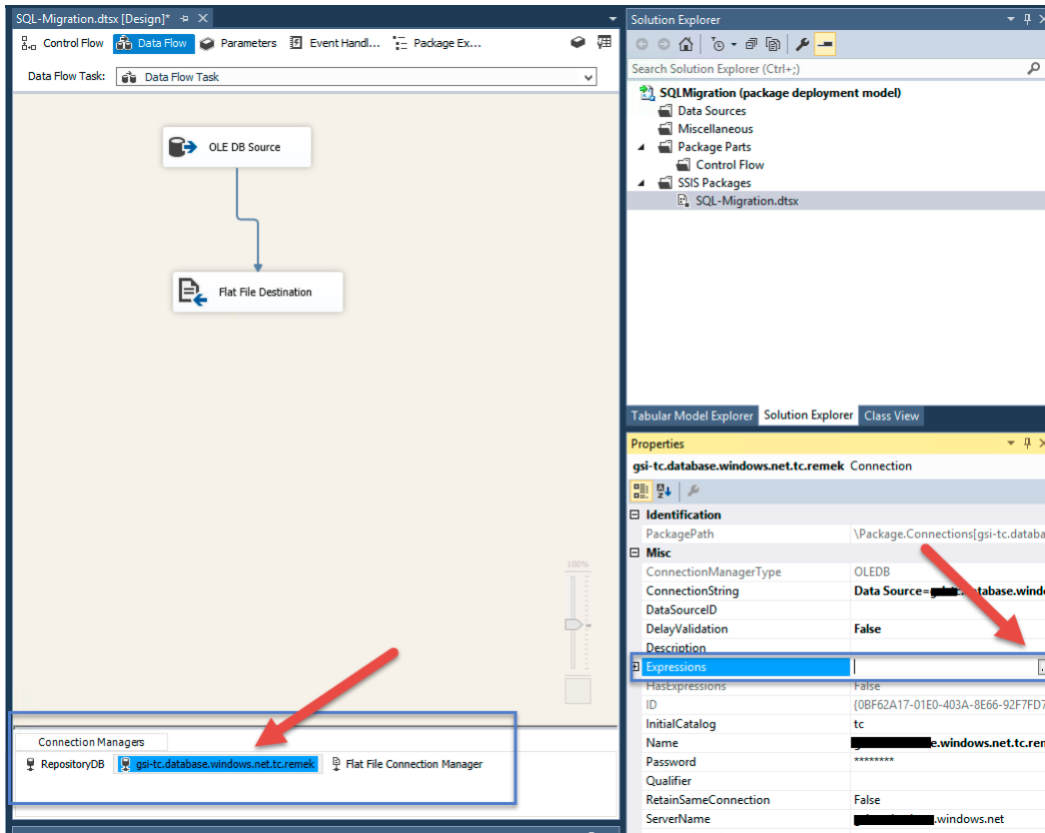 SQL-Migration.dtsx [Design]*
Control Flow Data Flow Parameters Event Handl... Package Ex...
Data Flow Task: Data Flow Task
OLE DB Source
Flat File Destination
100%
Connection Managers
RepositoryDB gsi-tc.database.windows.net.tc.remek Flat File Connection Manager
Solution Explorer
Search Solution Explorer (Ctrl+;)
SQLMigration (package deployment model)
Data Sources
Miscellaneous
Package Parts
Control Flow
SSIS Packages
SQL-Migration.dtsx
Tabular Model Explorer Solution Explorer Class View
Properties
gsi-tc.database.windows.net.tc.remek Connection
Identification
PackagePath \Package.Connections[gsi-tc.databa
Misc
ConnectionManagerType OLEDB
ConnectionString Data Source= tabase.wind
DataSourceID
DelayValidation False
Description
Expressions
HasExpressions False
ID {0BF62A17-01E0-403A-8E66-92F7FD7
InitialCatalog tc
Name e.windows.net.tc.ren
Password ********
Qualifier
RetainSameConnection False
ServerName .windows.net